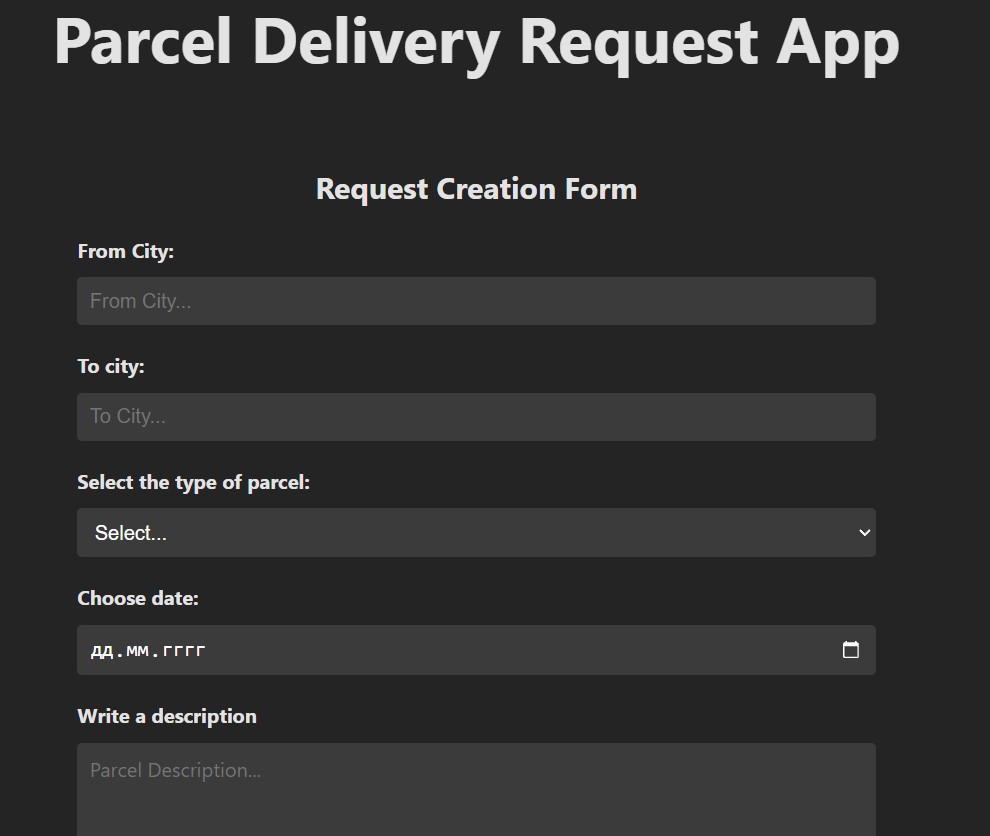 Parcel Delivery Request App
Request Creation Form
From City:
From City...
To city:
To City...
Select the type of parcel:
Select...
Choose date:
дд.мм.гггг
Write a description
Parcel Description...